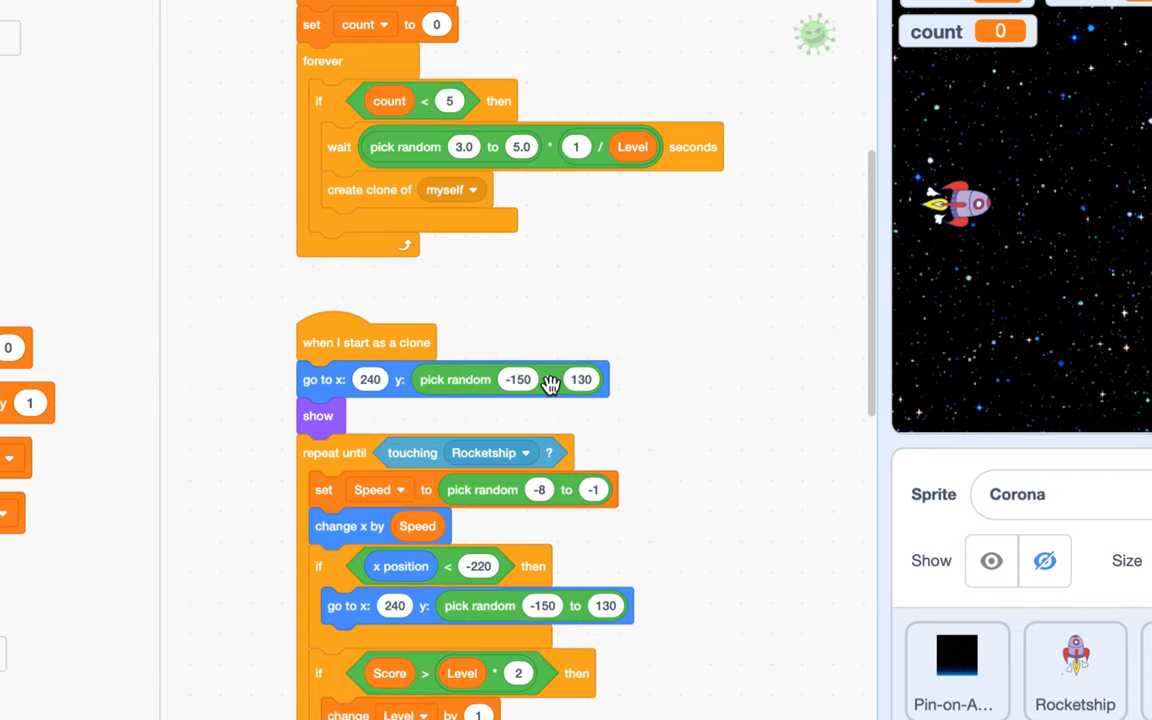 set count to 0
count 0
forever
if count < 5 then
wait pick random 3.0 to 5.0 * 1 / Level seconds
create clone of myself
when I start as a clone
0
go to x: 240 y: pick random -150 130
y 1
show
repeat until touching Rocketship ?
set Speed to pick random -8 to -1
Sprite Corona
change x by Speed
if x position < -220 then
Show Size
go to x: 240 y: pick random -150 to 130
if Score > Level * 2 then
Pin-on-A... Rocketship
change Level by 1